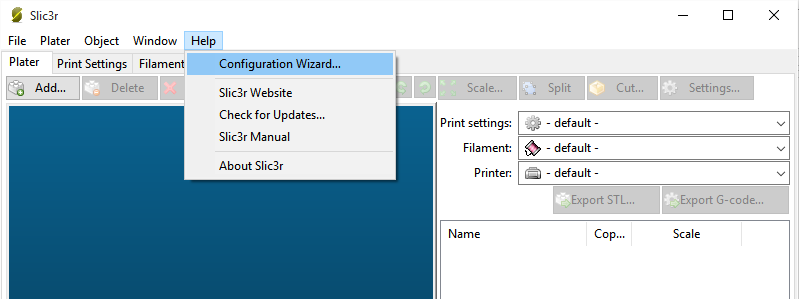 Slic3r
File Plater Object Window Help
Plater Print Settings Filament
Configuration Wizard...
Add... Delete Scale... Split Cut... Settings...
Slic3r Website
Check for Updates...
Slic3r Manual
About Slic3r
Print settings: - default -
Filament: - default -
Printer: - default -
Export STL... Export G-code...
Name Cop... Scale